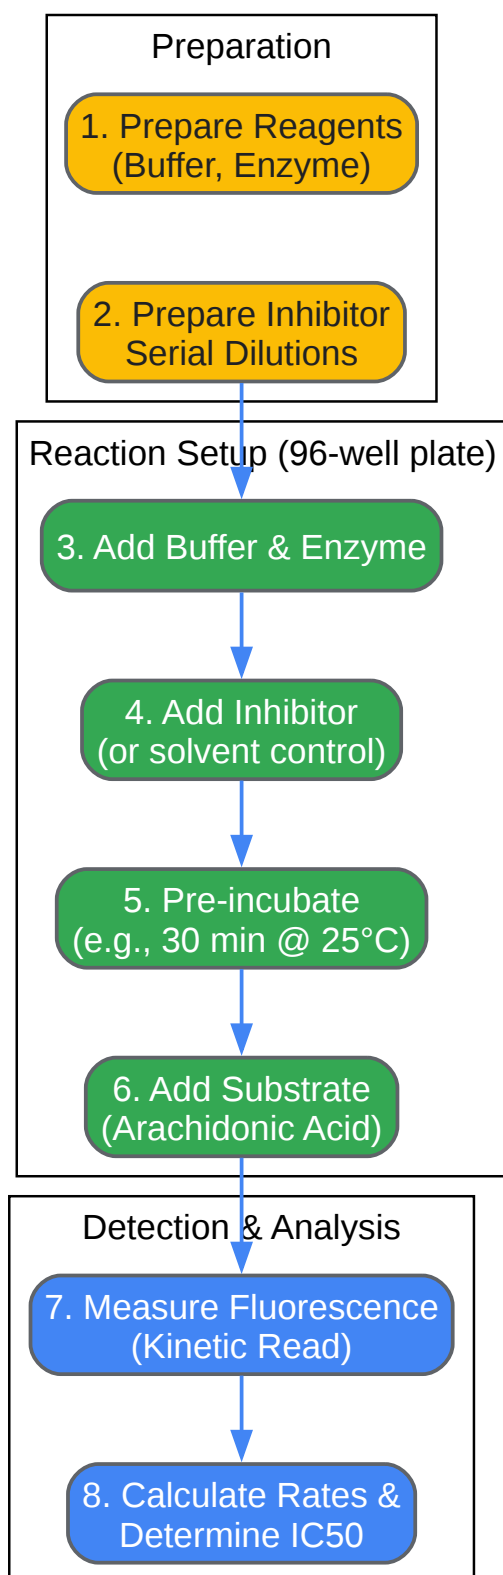 Preparation
1. Prepare Reagents
(Buffer, Enzyme)
2. Prepare Inhibitor
Serial Dilutions
Reaction Setup (96-well plate)
3. Add Buffer & Enzyme
4. Add Inhibitor
(or solvent control)
5. Pre-incubate
(e.g., 30 min @ 25°C)
6. Add Substrate
(Arachidonic Acid)
Detection & Analysis
7. Measure Fluorescence
(Kinetic Read)
8. Calculate Rates &
Determine IC50